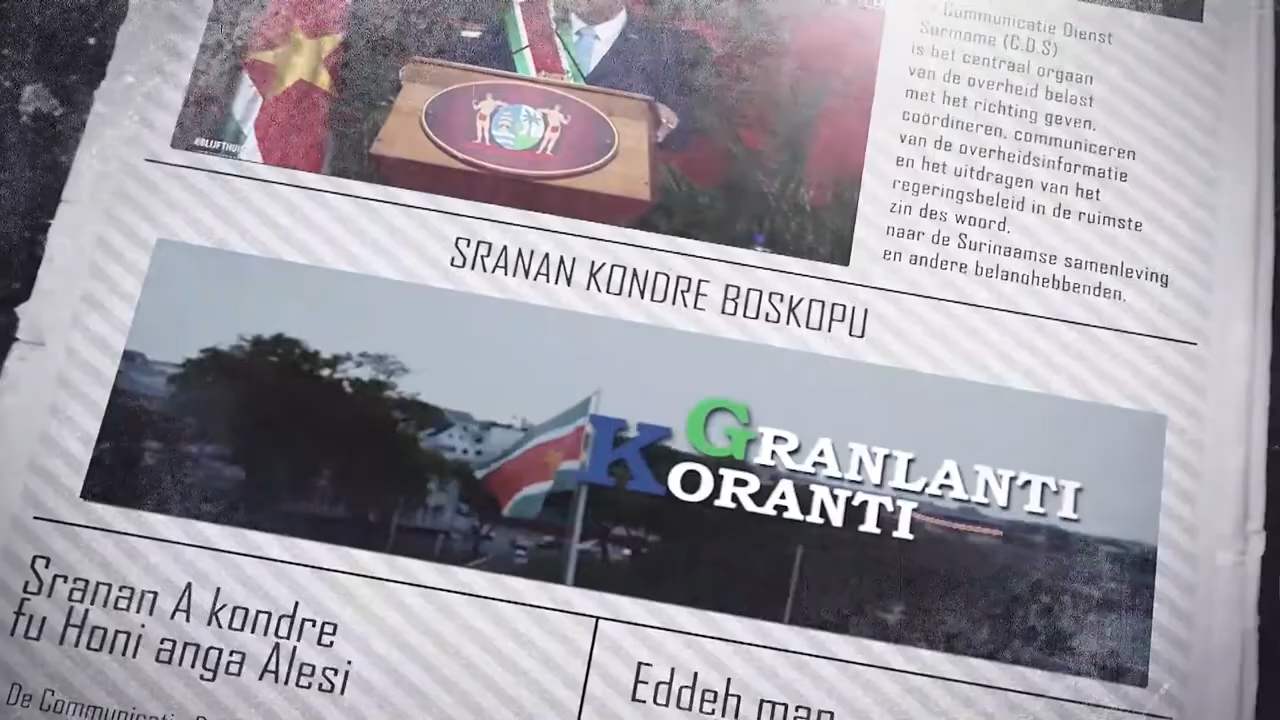 Communicatie Dienst
Suriname (C.D.S)
is het centraal orgaan
van de overheid belast
met het richting geven,
coördineren, communiceren
van de overheidsinformatie
en het uitdragen van het
regeringsbeleid in de ruimste
zin des woord.
naar de Surinaamse samenleving
en andere belanghebbenden.
SRANAN KONDRE BOSKOPU
GRANLANTI
KORANTI
Sranan A kondre
fu Honi anga Alesi
De
Eddeh man